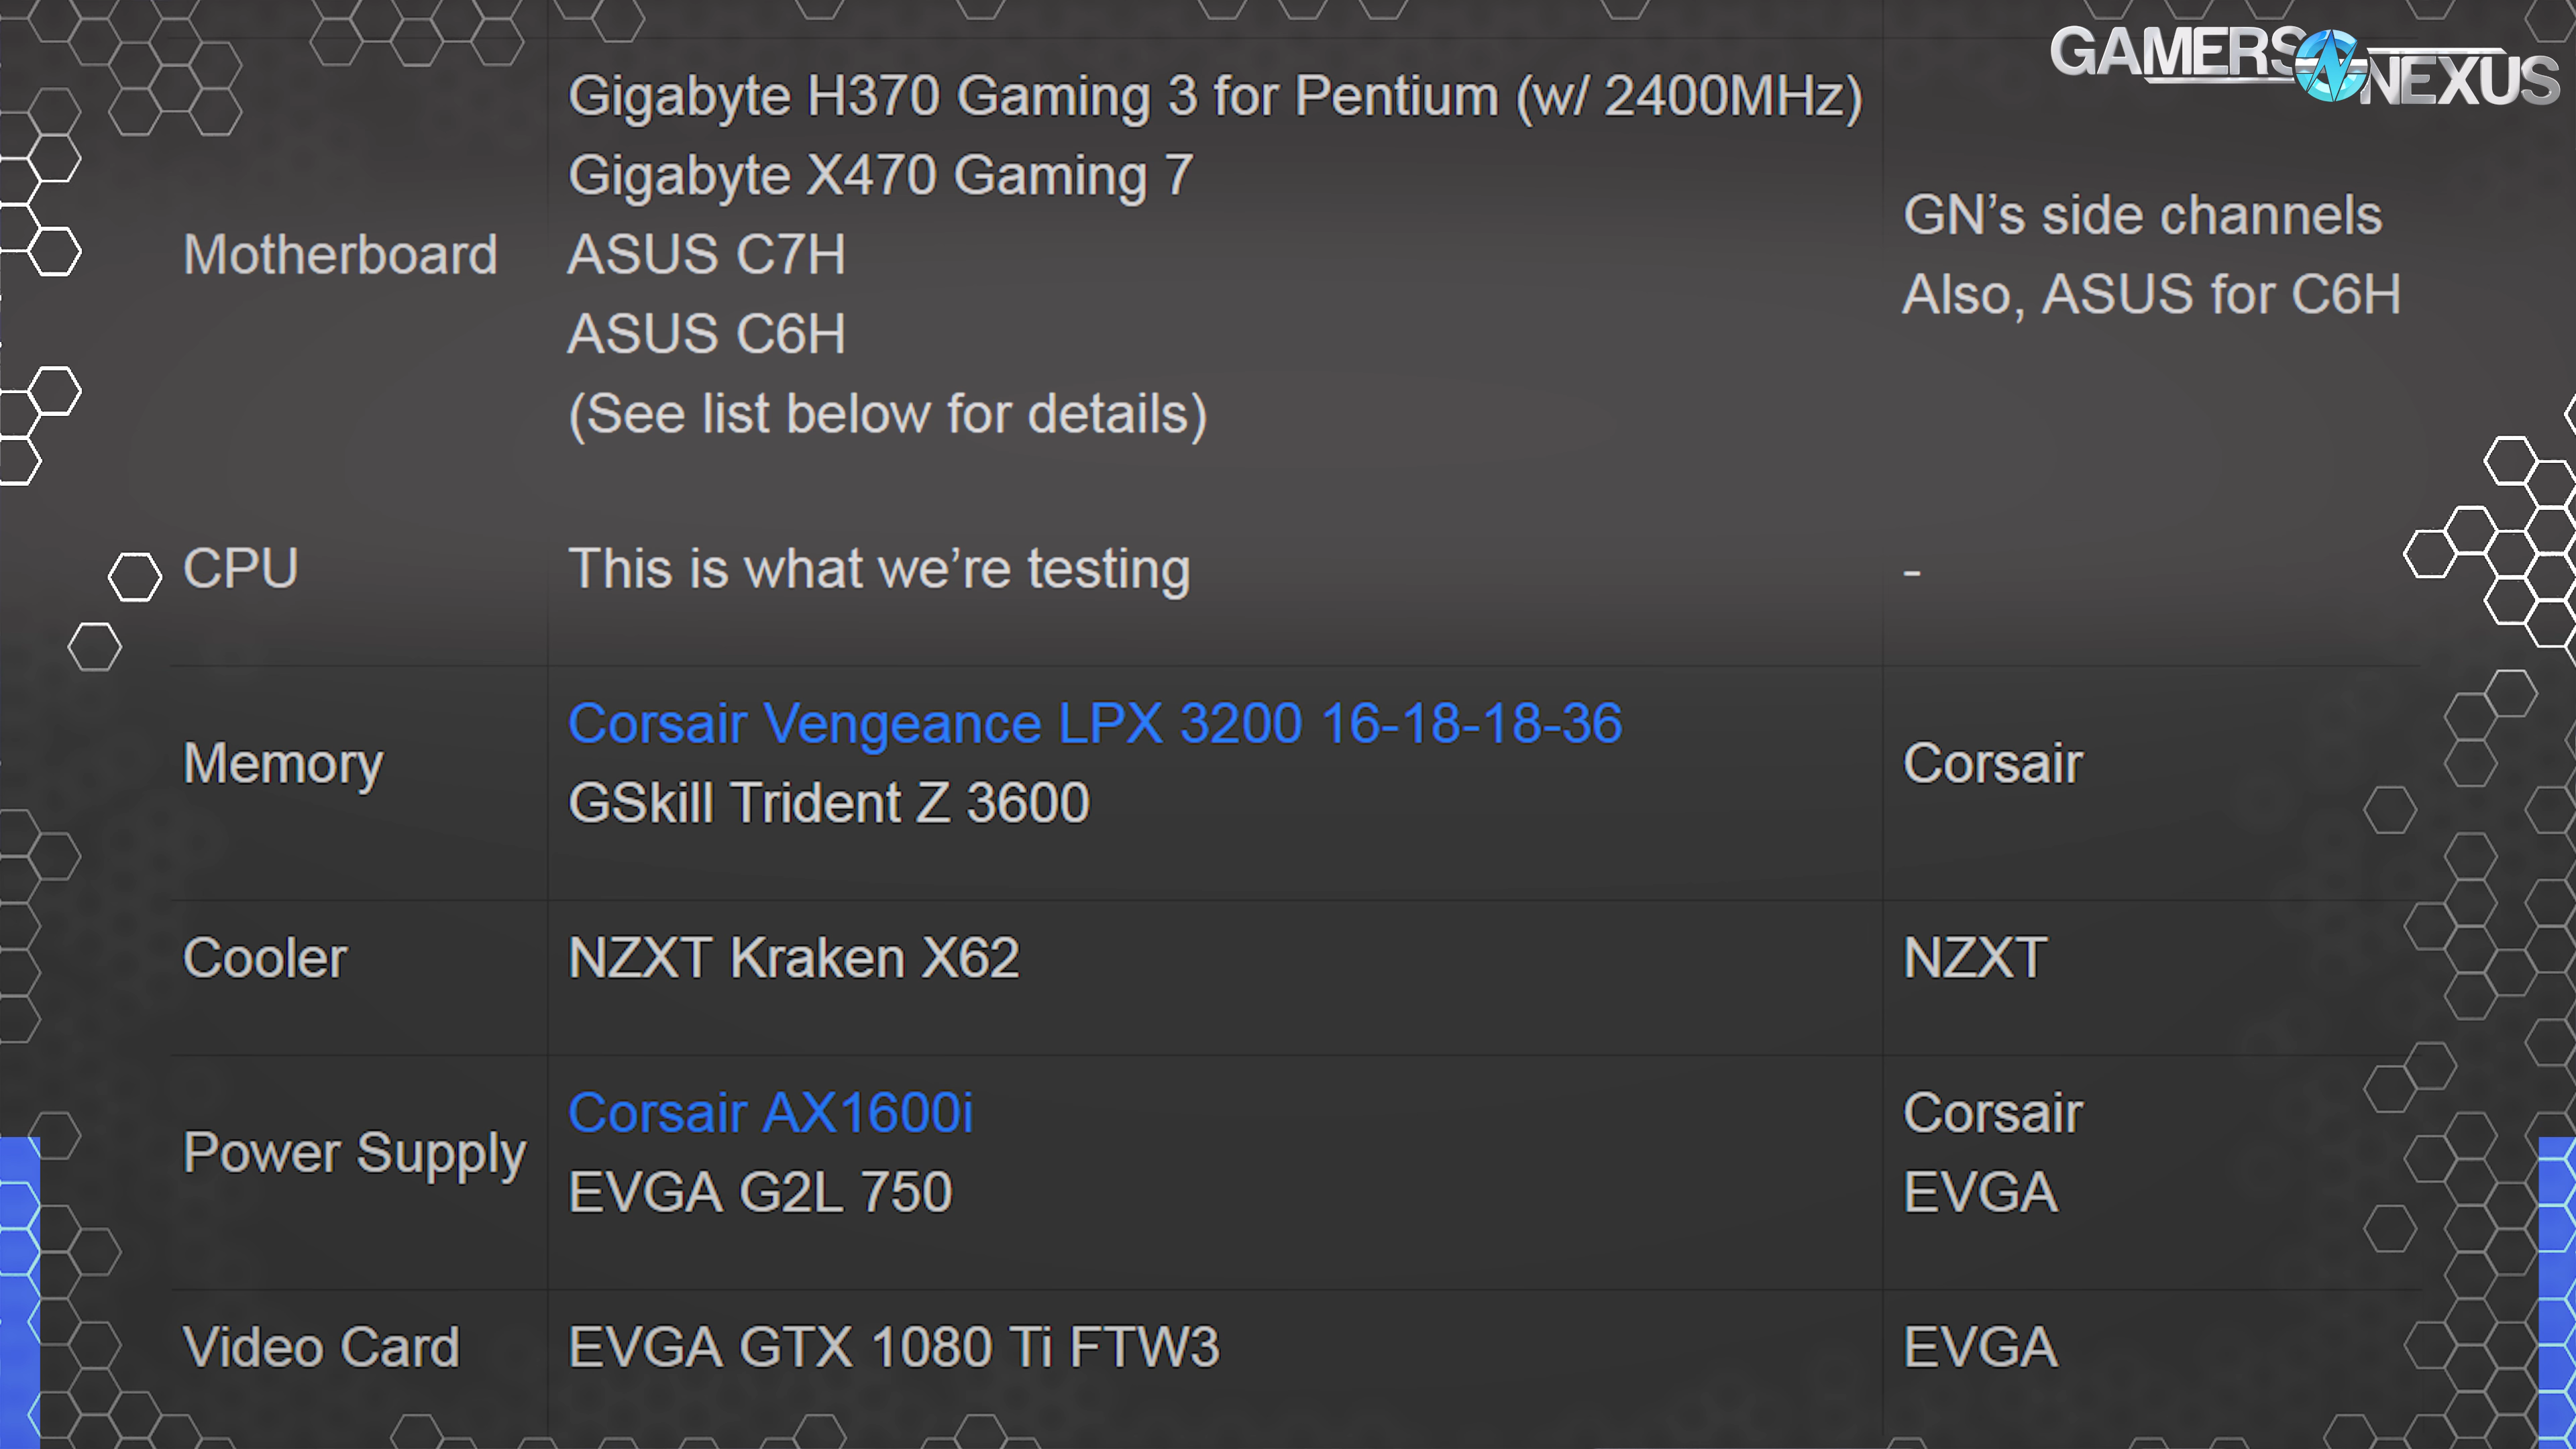 GAMERS NEXUS
Gigabyte H370 Gaming 3 for Pentium (w/ 2400MHz)
Gigabyte X470 Gaming 7
Motherboard
ASUS C7H
ASUS C6H
(See list below for details)
GN’s side channels
Also, ASUS for C6H
CPU
This is what we’re testing
-
Memory
Corsair Vengeance LPX 3200 16-18-18-36
GSkill Trident Z 3600
Corsair
Cooler
NZXT Kraken X62
NZXT
Power Supply
Corsair AX1600i
EVGA G2L 750
Corsair
EVGA
Video Card
EVGA GTX 1080 Ti FTW3
EVGA